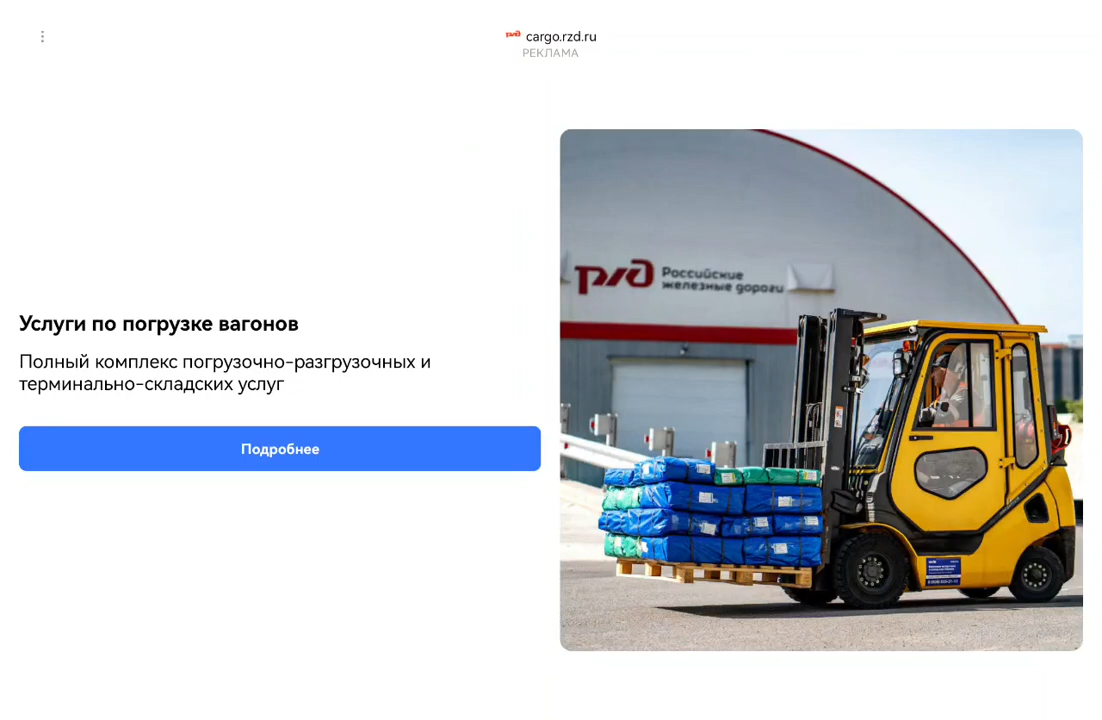 cargo.rzd.ru
РЕКЛАМА
Услуги по погрузке вагонов
Полный комплекс погрузочно-разгрузочных и
терминально-складских услуг
Подробнее
Российские
железные дороги